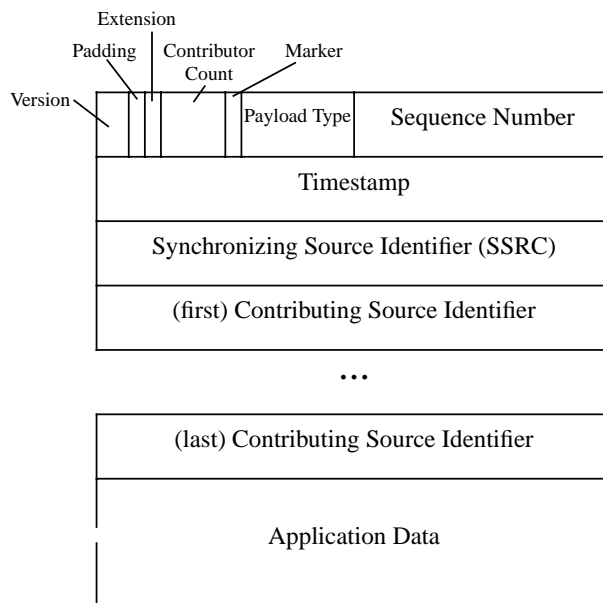 Extension
Padding
Contributor
Count
Marker
Version
Payload Type
Sequence Number
Timestamp
Synchronizing Source Identifier (SSRC)
(first) Contributing Source Identifier
...
(last) Contributing Source Identifier
Application Data